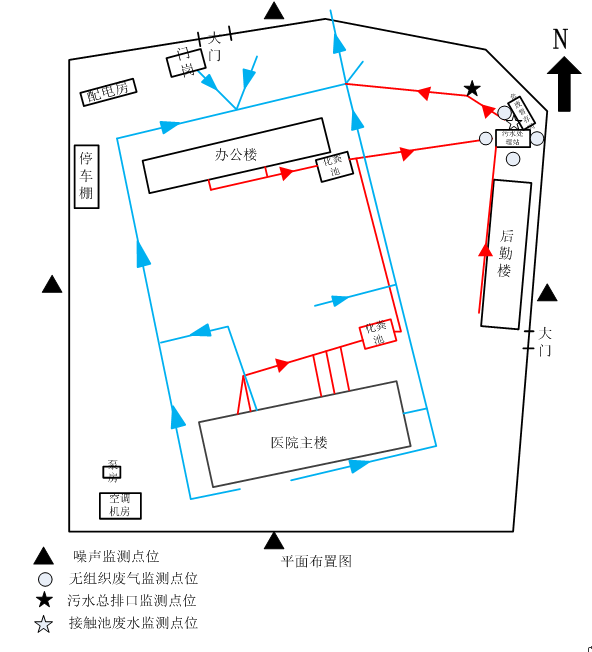 大
门
N
门
岗
配电房
污水处
理站
停
车
棚
办公楼
化粪
池
后
勤
楼
化粪
池
大
门
医院主楼
泵
房
空调
机房
噪声监测点位
平面布置图
无组织废气监测点位
污水总排口监测点位
接触池废水监测点位